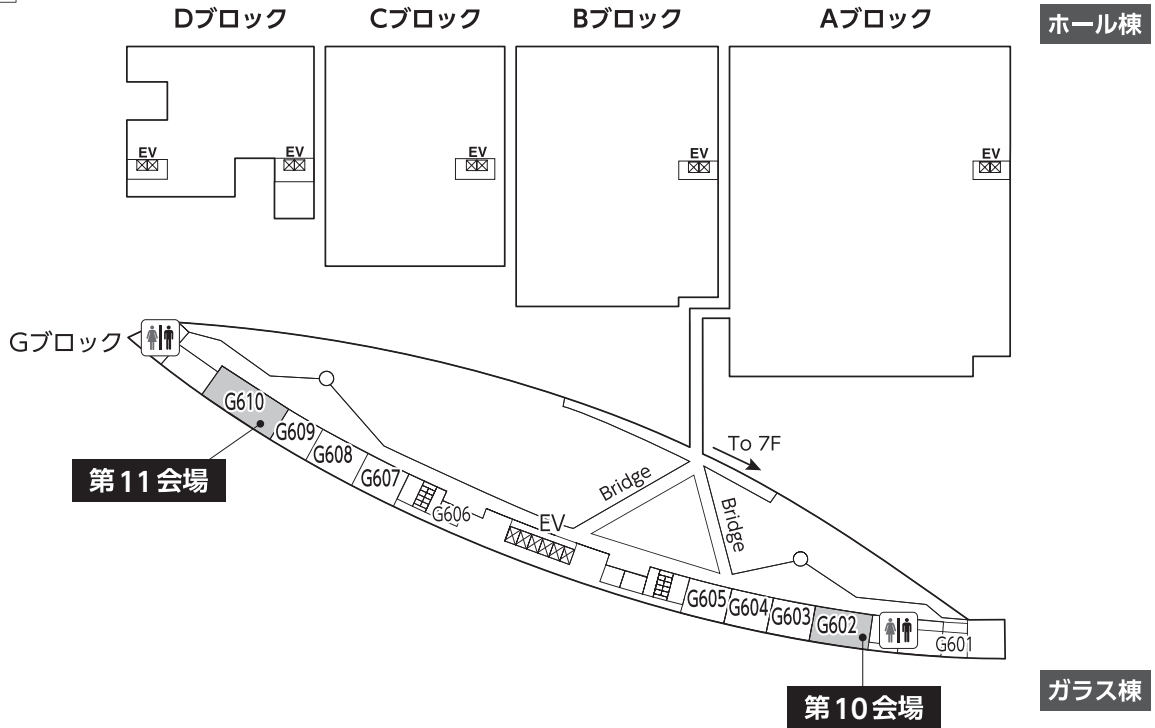 Dブロック
Cブロック
Bブロック
Aブロック
ホール棟
EV
EV
EV
EV
EV
Gブロック
G610
G609
G608
G607
G606
第11会場
To 7F
Bridge
Bridge
EV
G605
G604
G603
G602
G601
第10会場
ガラス棟